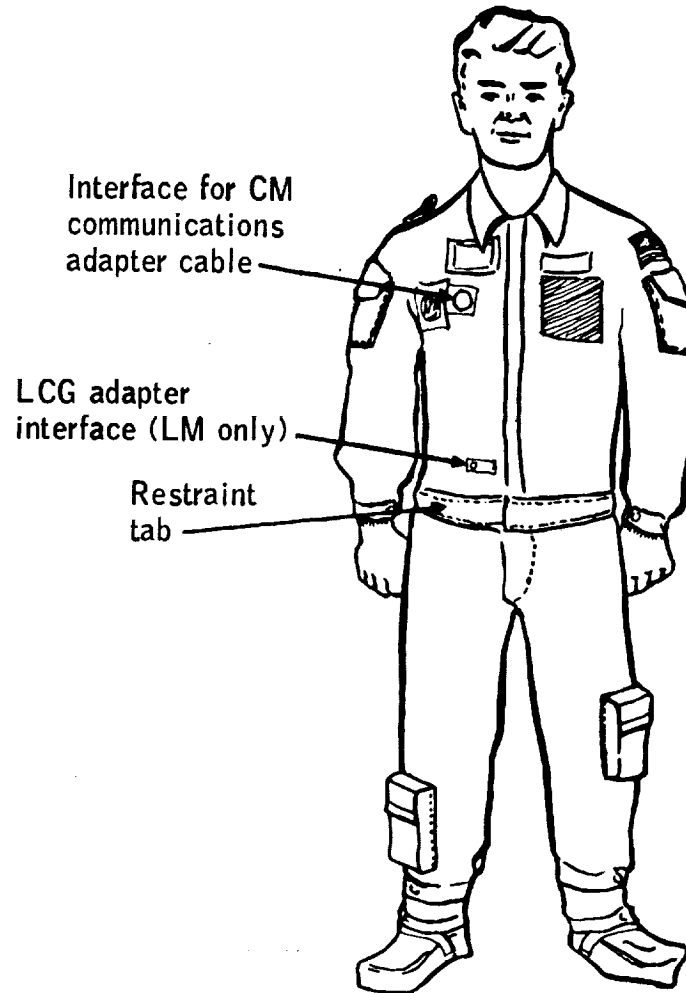 Interface for CM
communications
adapter cable
LCG adapter
interface (LM only)
Restraint
tab